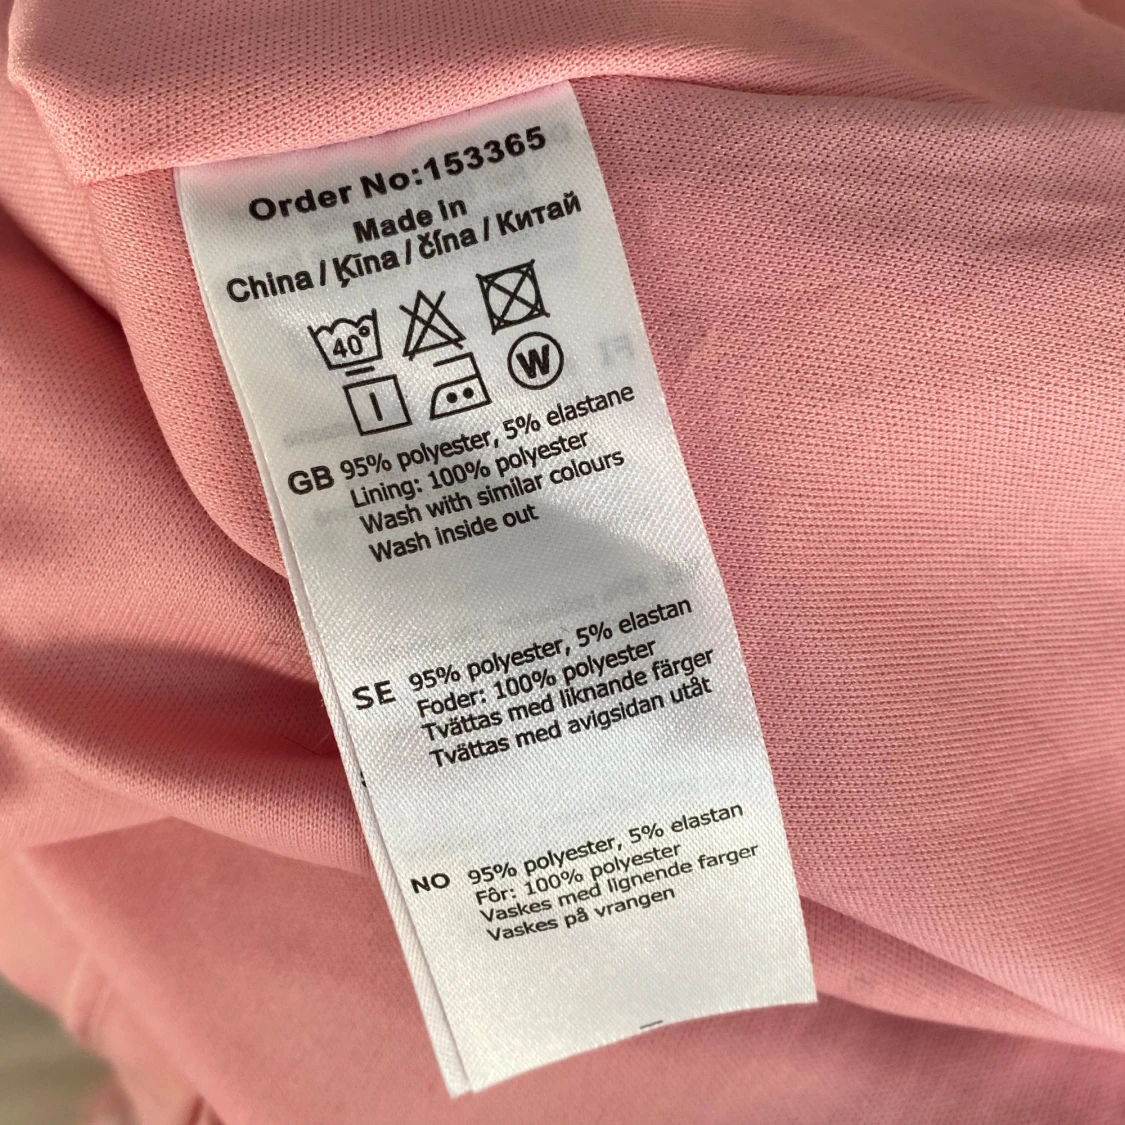 Order No:153365
Made in
China / Ķīna / čína / Китай
40°
W
GB 95% polyester, 5% elastane
Lining: 100% polyester
Wash with similar colours
Wash inside out
SE 95% polyester, 5% elastan
Foder: 100% polyester
Tvättas med liknande färger
Tvättas med avigsidan utåt
NO 95% polyester, 5% elastan
Fôr: 100% polyester
Vaskes med lignende farger
Vaskes på vrangen